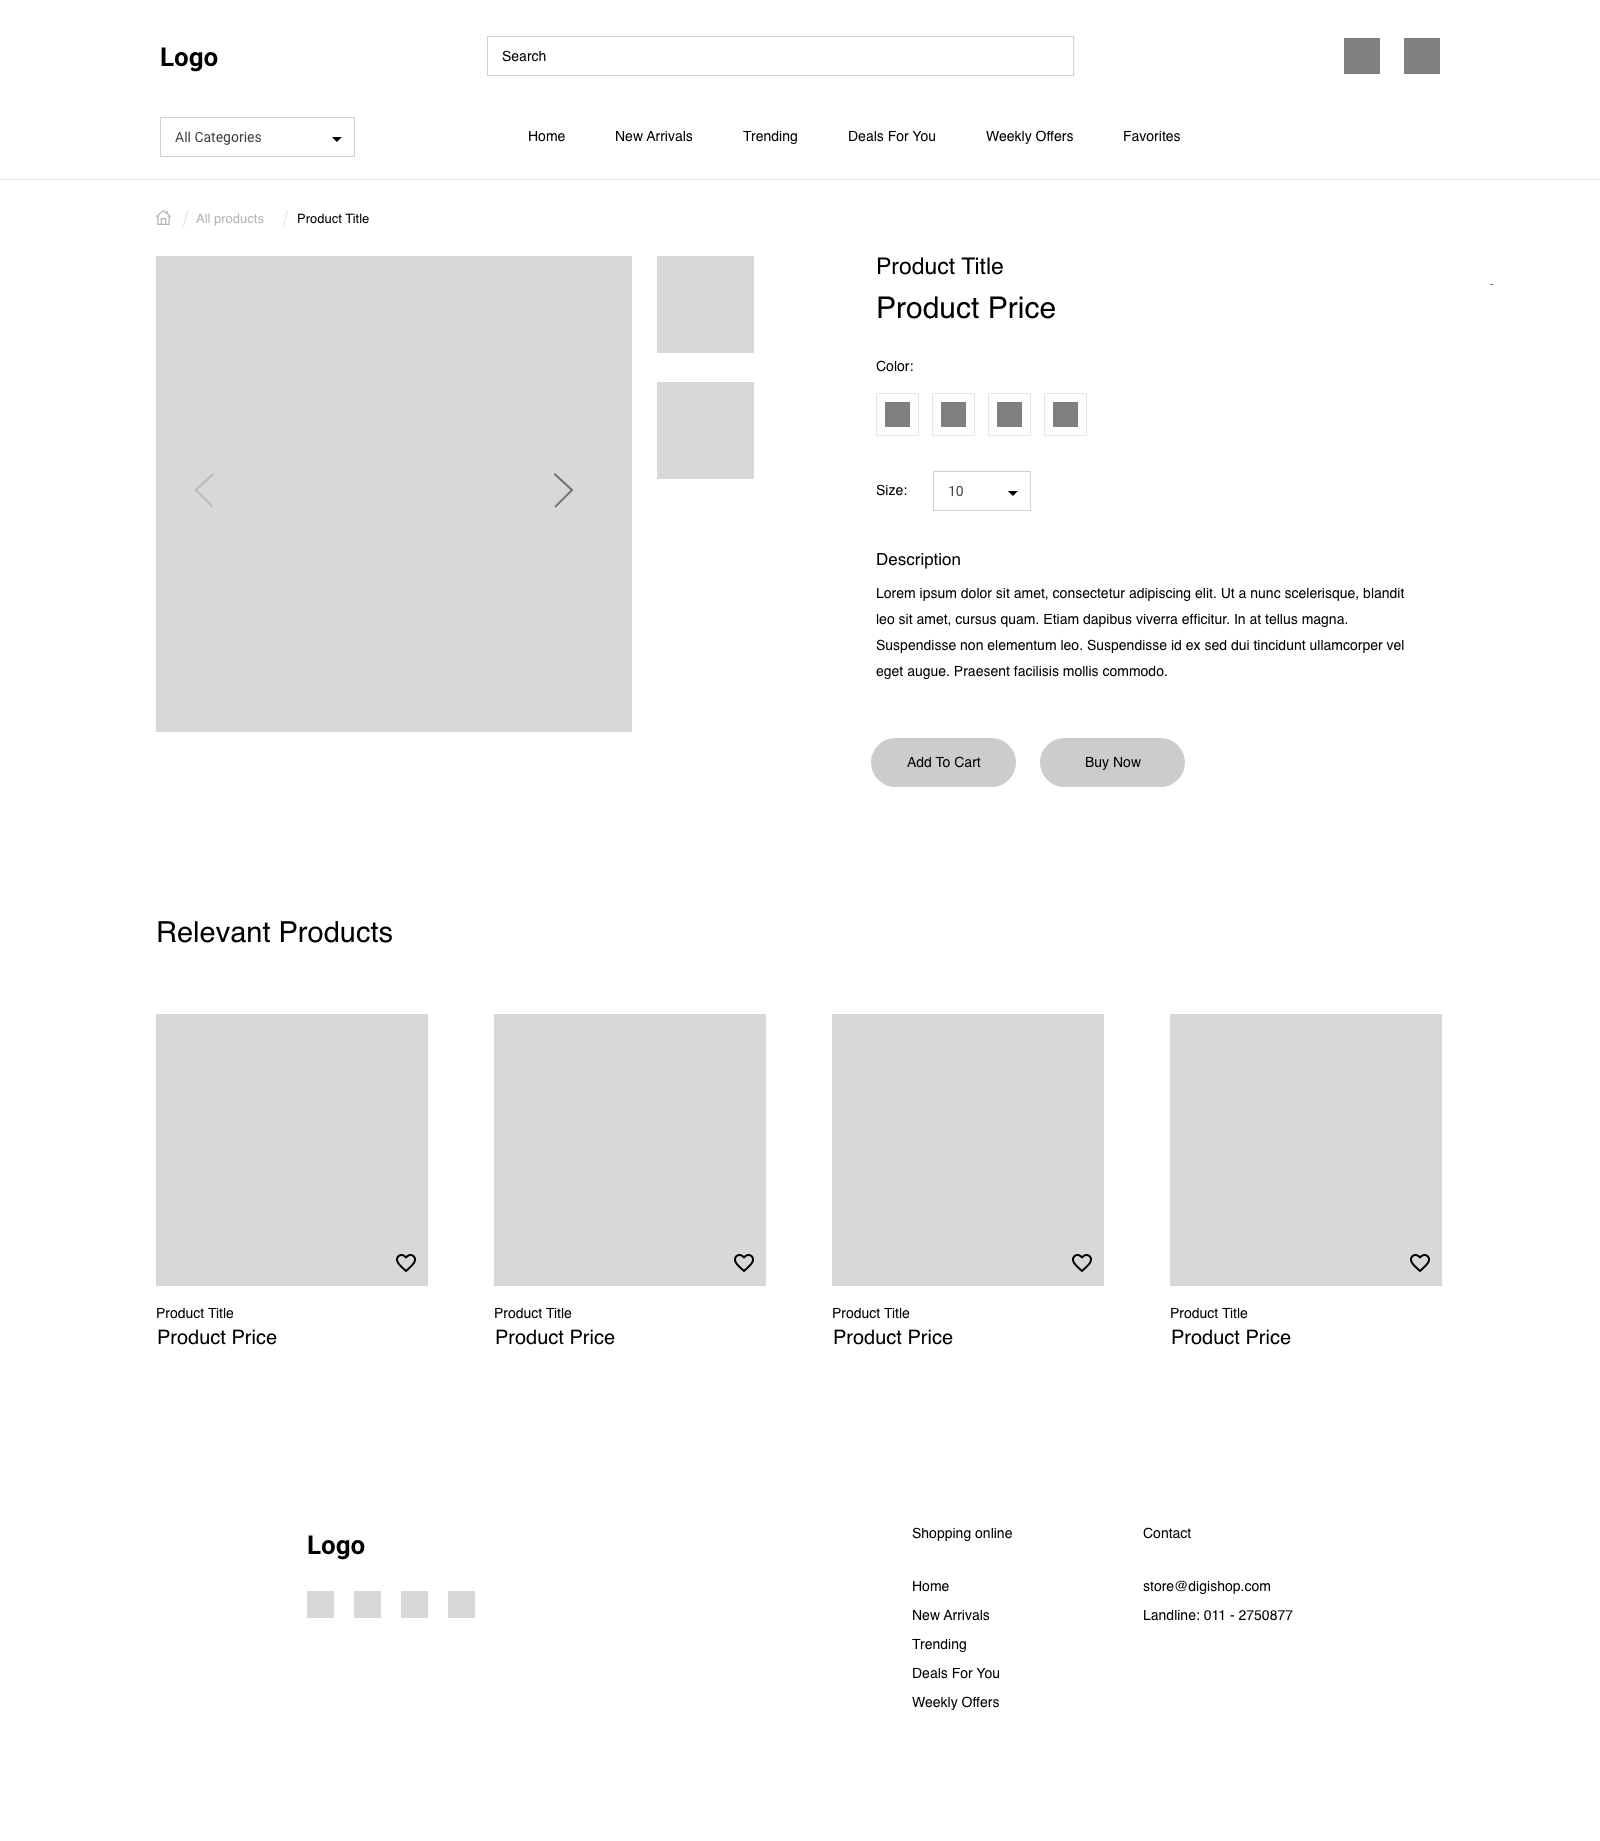 Logo
Search
All Categories
Home
New Arrivals
Trending
Deals For You
Weekly Offers
Favorites
/ All products / Product Title
Product Title
-
Product Price
Color:
Size:
10
Description
Lorem ipsum dolor sit amet, consectetur adipiscing elit. Ut a nunc scelerisque, blandit
leo sit amet, cursus quam. Etiam dapibus viverra efficitur. In at tellus magna.
Suspendisse non elementum leo. Suspendisse id ex sed dui tincidunt ullamcorper vel
eget augue. Praesent facilisis mollis commodo.
Add To Cart
Buy Now
Relevant Products
Product Title
Product Price
Product Title
Product Price
Product Title
Product Price
Product Title
Product Price
Logo
Shopping online
Home
New Arrivals
Trending
Deals For You
Weekly Offers
Contact
store@digishop.com
Landline: 011 - 2750877